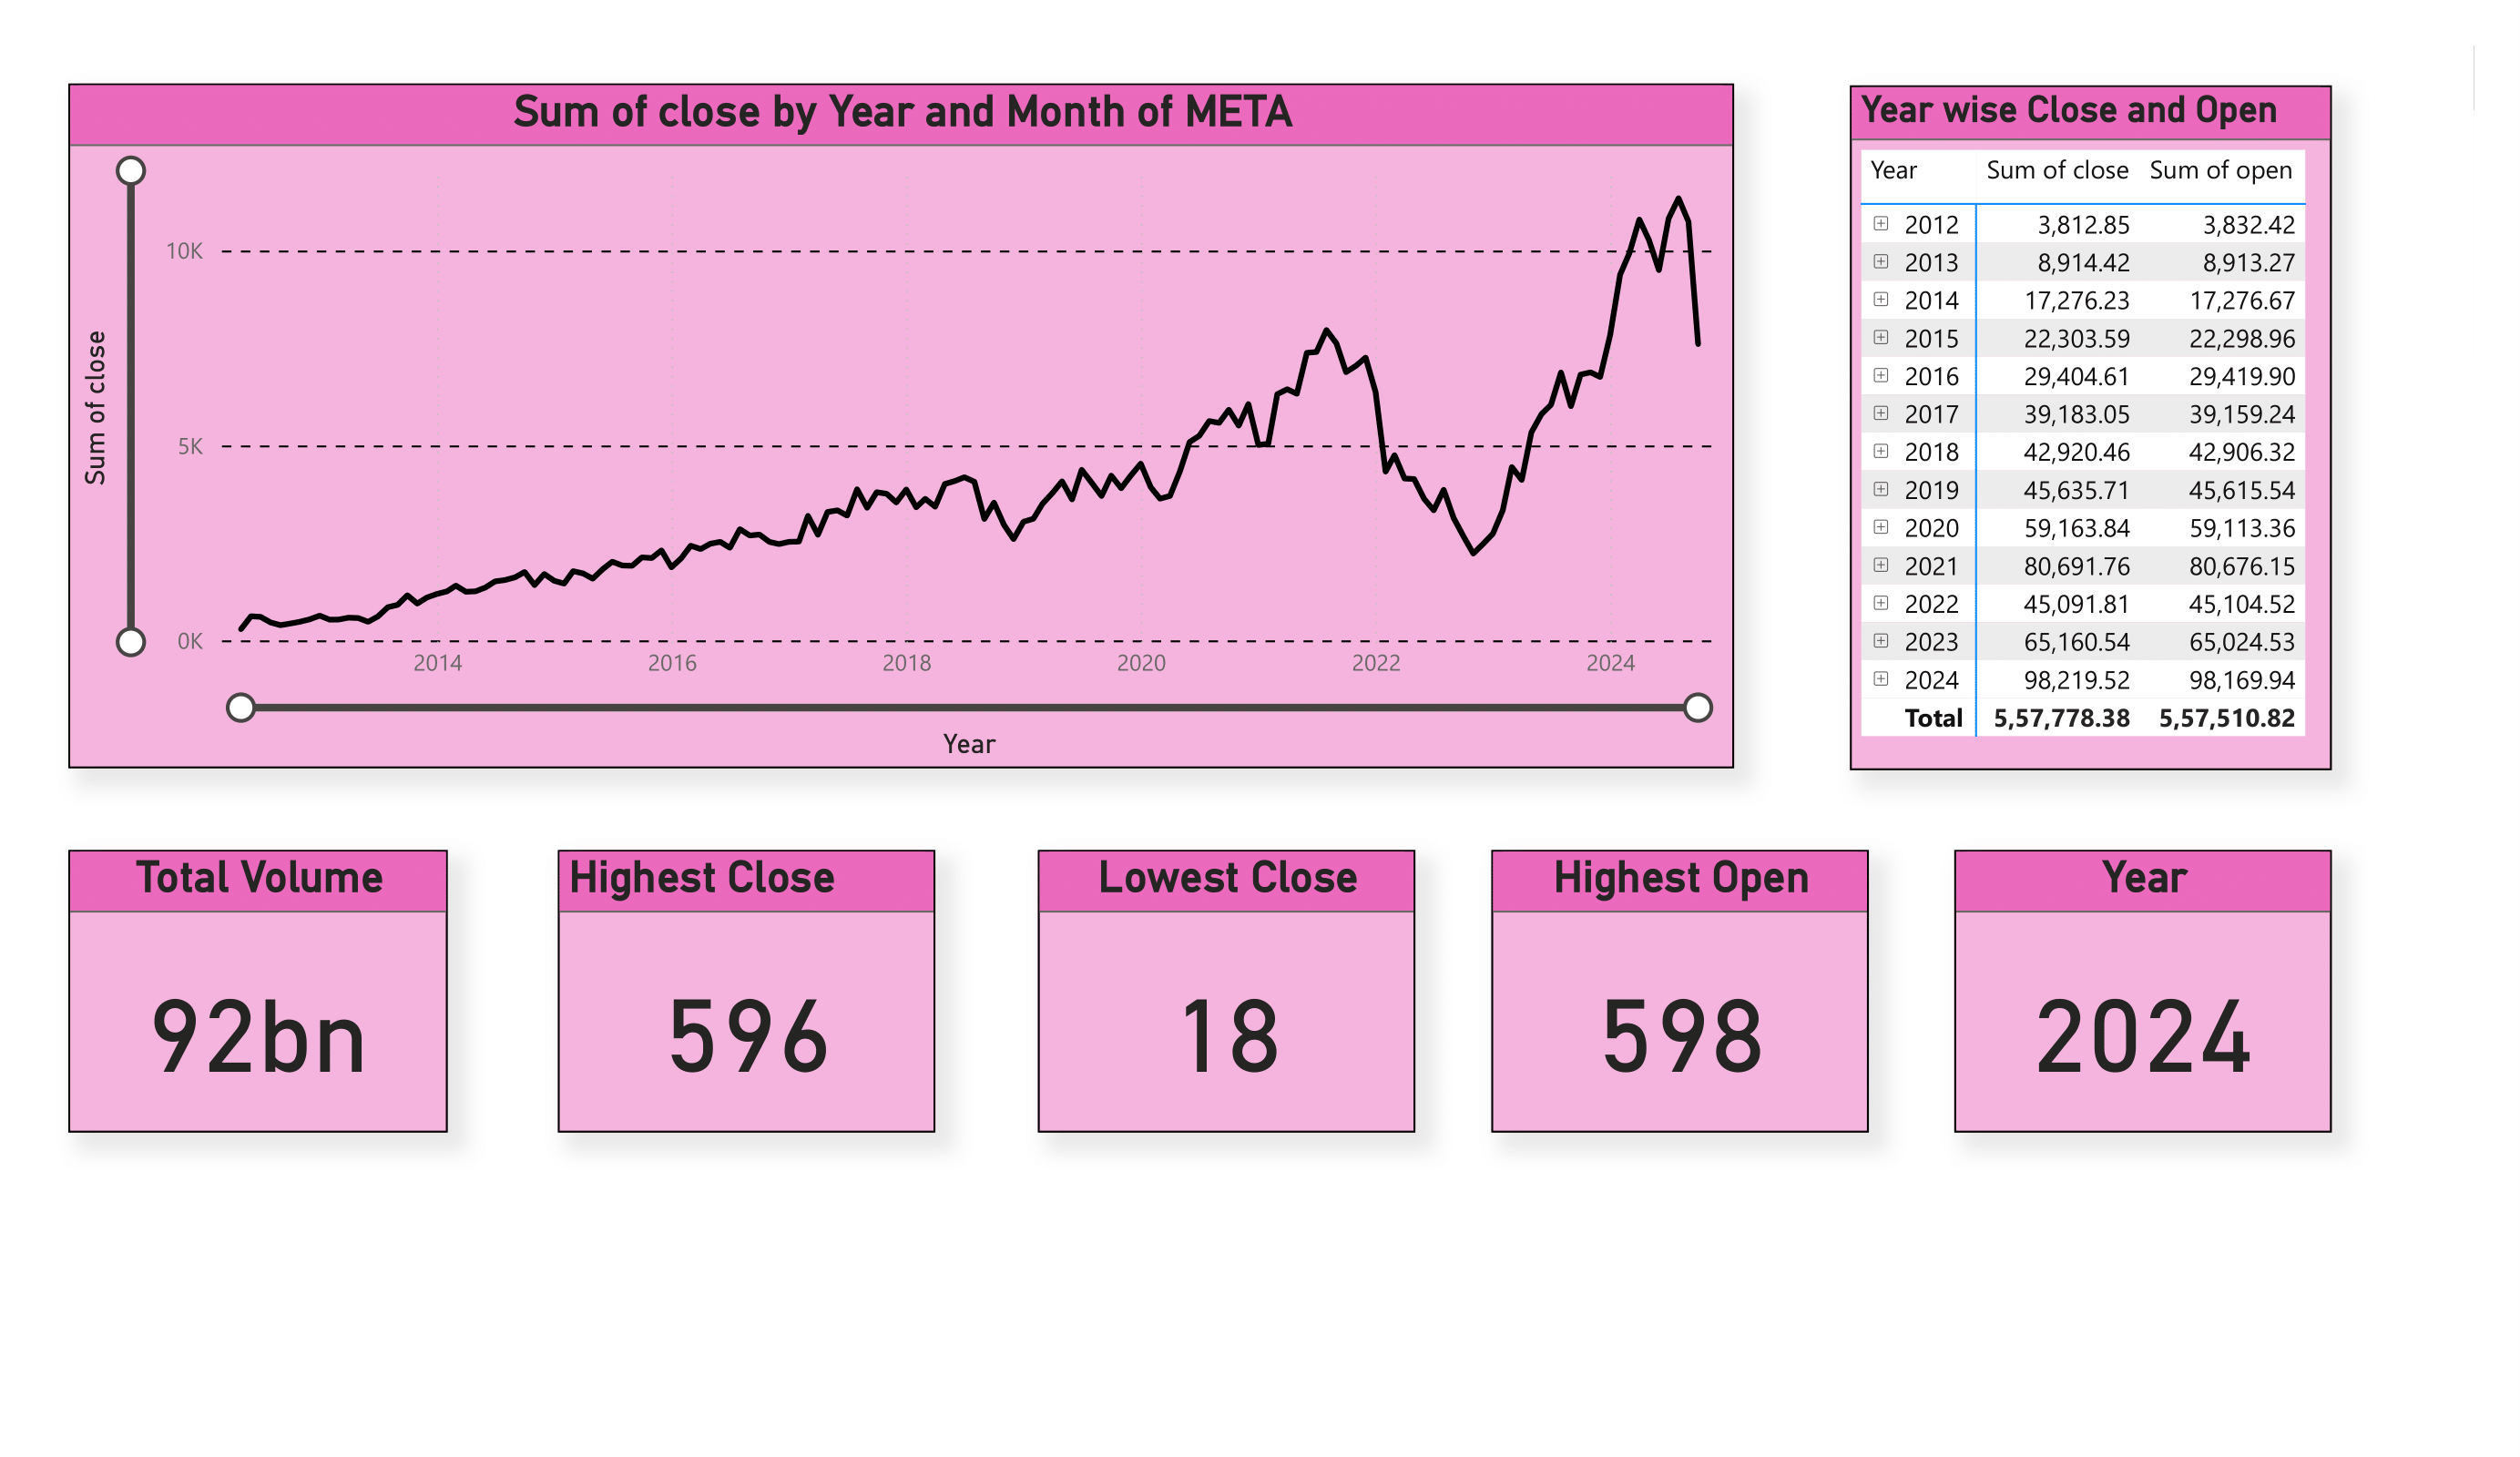 Sum of close by Year and Month of META
Sum of close
10K
5K
0K
2014 2016 2018 2020 2022 2024
Year
Year wise Close and Open
Year Sum of close Sum of open
2012 3,812.85 3,832.42
2013 8,914.42 8,913.27
2014 17,276.23 17,276.67
2015 22,303.59 22,298.96
2016 29,404.61 29,419.90
2017 39,183.05 39,159.24
2018 42,920.46 42,906.32
2019 45,635.71 45,615.54
2020 59,163.84 59,113.36
2021 80,691.76 80,676.15
2022 45,091.81 45,104.52
2023 65,160.54 65,024.53
2024 98,219.52 98,169.94
Total 5,57,778.38 5,57,510.82
Total Volume
92bn
Highest Close
596
Lowest Close
18
Highest Open
598
Year
2024